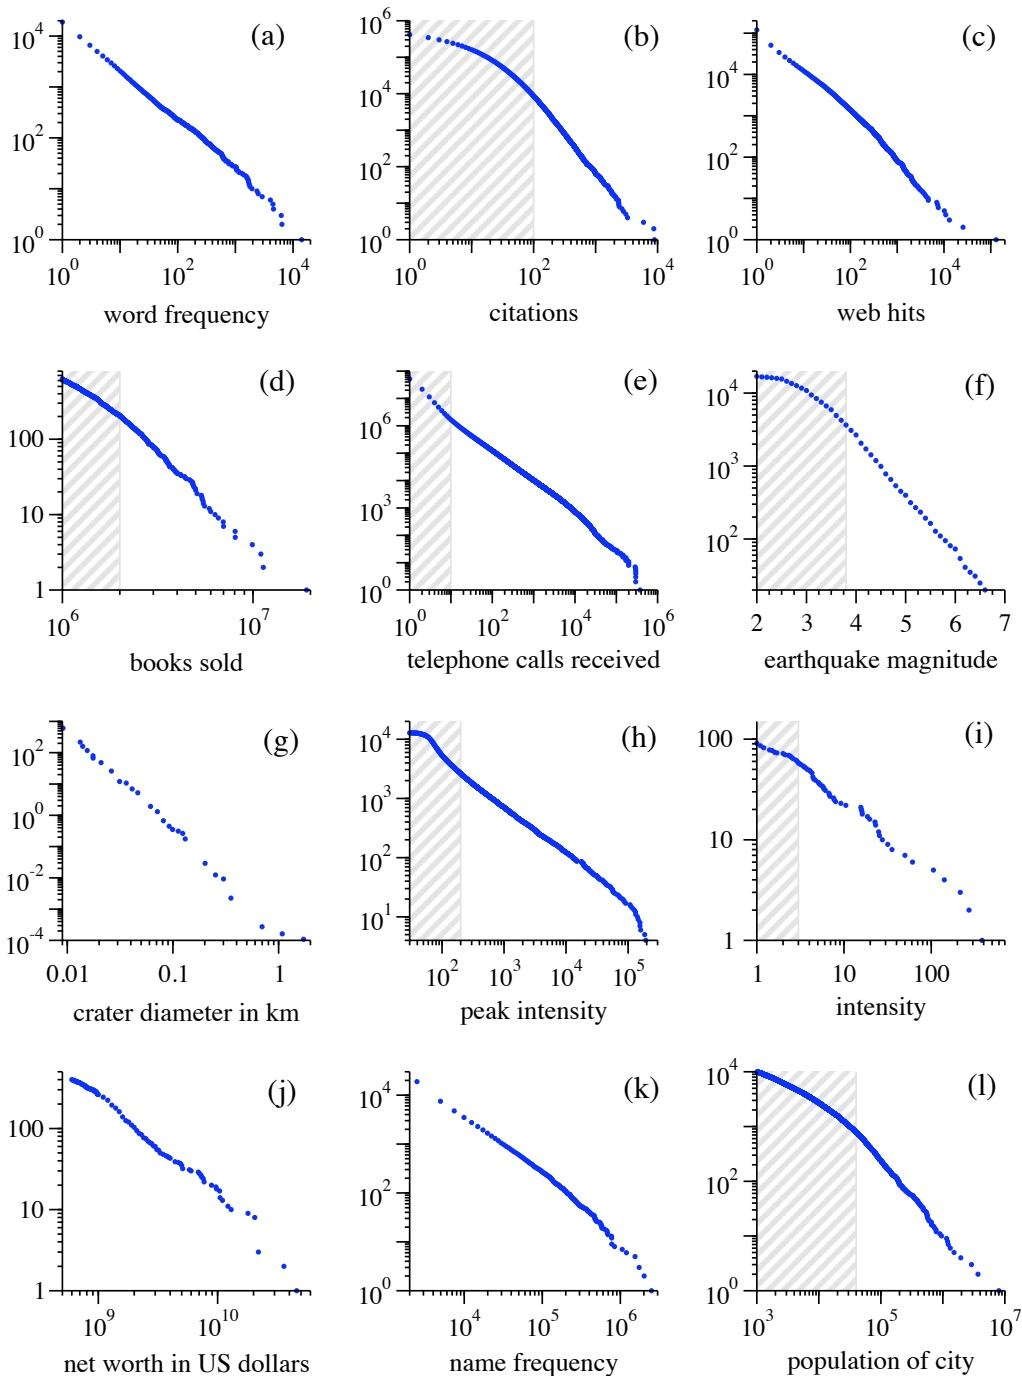 (a)
10^4
10^2
10^0
10^0 10^2 10^4
word frequency
(b)
10^6
10^4
10^2
10^0
10^0 10^2 10^4
citations
(c)
10^4
10^2
10^0
10^0 10^2 10^4
web hits
(d)
100
10
1
10^6 10^7
books sold
(e)
10^6
10^3
10^0
10^0 10^2 10^4 10^6
telephone calls received
(f)
10^4
10^3
10^2
2 3 4 5 6 7
earthquake magnitude
(g)
10^2
10^0
10^-2
10^-4
0.01 0.1 1
crater diameter in km
(h)
10^4
10^3
10^2
10^1
10^2 10^3 10^4 10^5
peak intensity
(i)
100
10
1
1 10 100
intensity
(j)
100
10
1
10^9 10^10
net worth in US dollars
(k)
10^4
10^2
10^0
10^4 10^5 10^6
name frequency
(l)
10^4
10^2
10^0
10^3 10^5 10^7
population of city